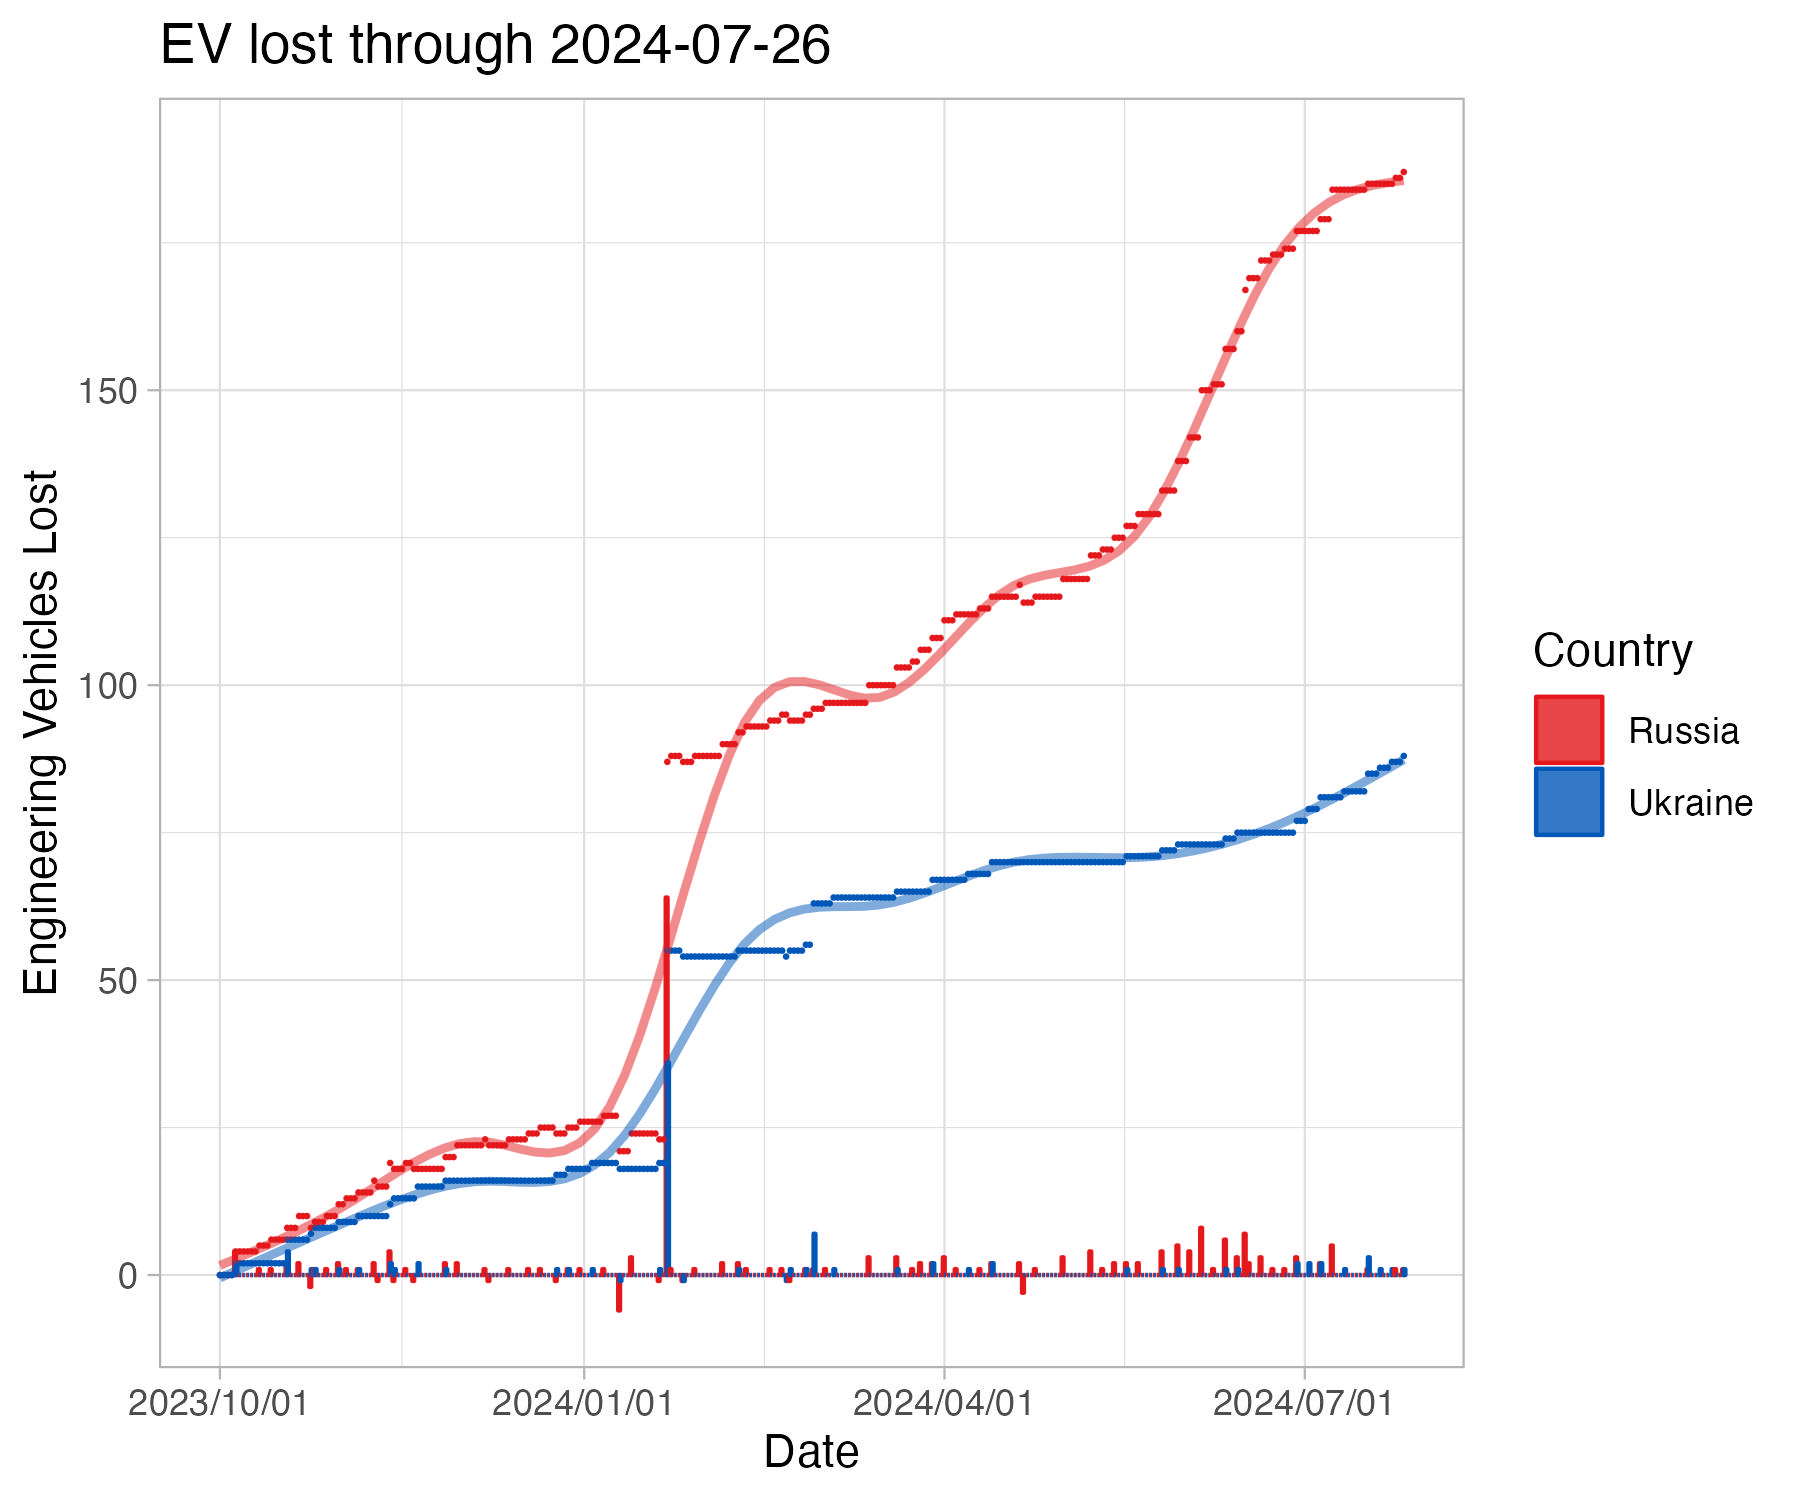 EV lost through 2024-07-26
Engineering Vehicles Lost
150
100
50
0
2023/10/01
2024/01/01
2024/04/01
2024/07/01
Date
Country
Russia
Ukraine